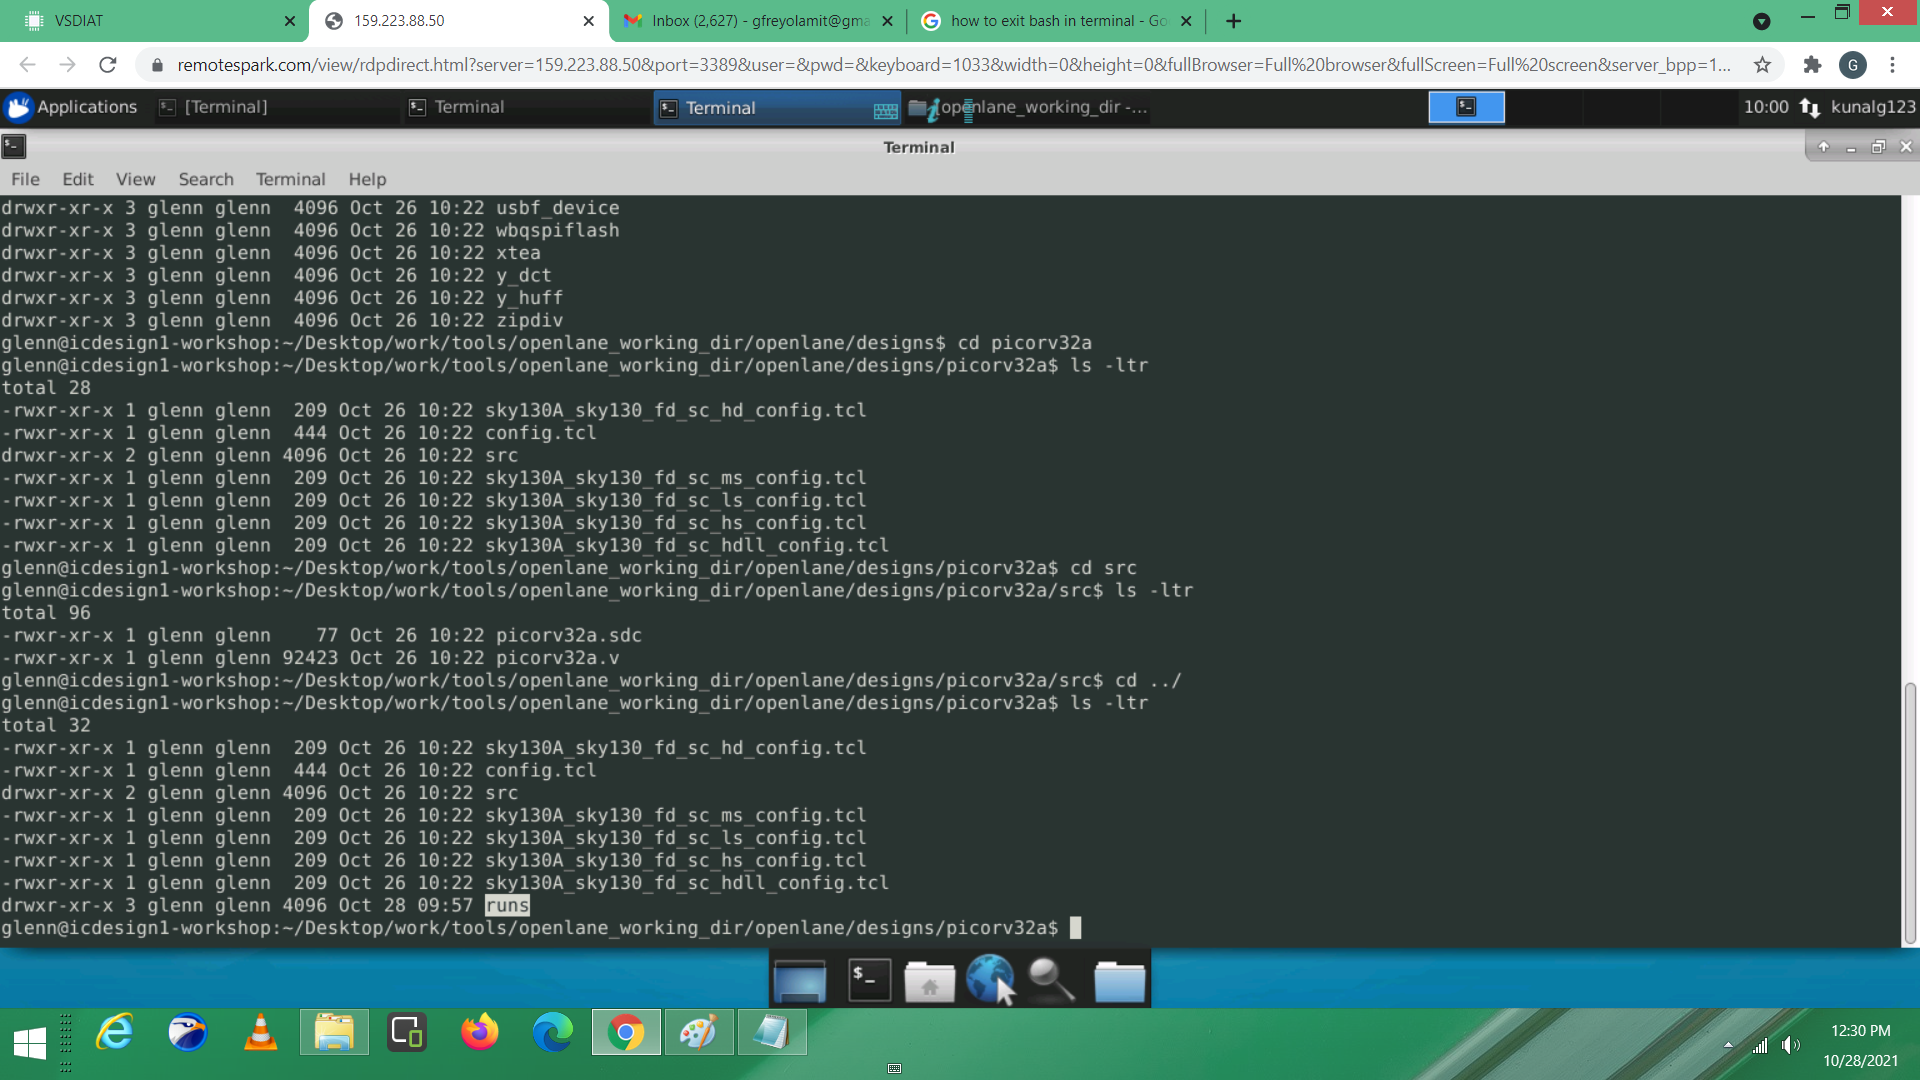 VSDIAT
159.223.88.50
Inbox (2,627) - gfreyolamit@gma
how to exit bash in terminal - Go
remotespark.com/view/rdpdirect.html?server=159.223.88.50&port=3389&user=&pwd=&keyboard=1033&width=0&height=0&fullBrowser=Full%20browser&fullScreen=Full%20screen&server_bpp=1...
G
Applications
[Terminal]
Terminal
Terminal
openlane_working_dir -...
10:00
kunalg123
Terminal
File Edit View Search Terminal Help
drwxr-xr-x 3 glenn glenn  4096 Oct 26 10:22 usbf_device
drwxr-xr-x 3 glenn glenn  4096 Oct 26 10:22 wbqspiflash
drwxr-xr-x 3 glenn glenn  4096 Oct 26 10:22 xtea
drwxr-xr-x 3 glenn glenn  4096 Oct 26 10:22 y_dct
drwxr-xr-x 3 glenn glenn  4096 Oct 26 10:22 y_huff
drwxr-xr-x 3 glenn glenn  4096 Oct 26 10:22 zipdiv
glenn@icdesign1-workshop:~/Desktop/work/tools/openlane_working_dir/openlane/designs$ cd picorv32a
glenn@icdesign1-workshop:~/Desktop/work/tools/openlane_working_dir/openlane/designs/picorv32a$ ls -ltr
total 28
-rwxr-xr-x 1 glenn glenn  209 Oct 26 10:22 sky130A_sky130_fd_sc_hd_config.tcl
-rwxr-xr-x 1 glenn glenn  444 Oct 26 10:22 config.tcl
drwxr-xr-x 2 glenn glenn 4096 Oct 26 10:22 src
-rwxr-xr-x 1 glenn glenn  209 Oct 26 10:22 sky130A_sky130_fd_sc_ms_config.tcl
-rwxr-xr-x 1 glenn glenn  209 Oct 26 10:22 sky130A_sky130_fd_sc_ls_config.tcl
-rwxr-xr-x 1 glenn glenn  209 Oct 26 10:22 sky130A_sky130_fd_sc_hs_config.tcl
-rwxr-xr-x 1 glenn glenn  209 Oct 26 10:22 sky130A_sky130_fd_sc_hdll_config.tcl
glenn@icdesign1-workshop:~/Desktop/work/tools/openlane_working_dir/openlane/designs/picorv32a$ cd src
glenn@icdesign1-workshop:~/Desktop/work/tools/openlane_working_dir/openlane/designs/picorv32a/src$ ls -ltr
total 96
-rwxr-xr-x 1 glenn glenn    77 Oct 26 10:22 picorv32a.sdc
-rwxr-xr-x 1 glenn glenn 92423 Oct 26 10:22 picorv32a.v
glenn@icdesign1-workshop:~/Desktop/work/tools/openlane_working_dir/openlane/designs/picorv32a/src$ cd ../
glenn@icdesign1-workshop:~/Desktop/work/tools/openlane_working_dir/openlane/designs/picorv32a$ ls -ltr
total 32
-rwxr-xr-x 1 glenn glenn  209 Oct 26 10:22 sky130A_sky130_fd_sc_hd_config.tcl
-rwxr-xr-x 1 glenn glenn  444 Oct 26 10:22 config.tcl
drwxr-xr-x 2 glenn glenn 4096 Oct 26 10:22 src
-rwxr-xr-x 1 glenn glenn  209 Oct 26 10:22 sky130A_sky130_fd_sc_ms_config.tcl
-rwxr-xr-x 1 glenn glenn  209 Oct 26 10:22 sky130A_sky130_fd_sc_ls_config.tcl
-rwxr-xr-x 1 glenn glenn  209 Oct 26 10:22 sky130A_sky130_fd_sc_hs_config.tcl
-rwxr-xr-x 1 glenn glenn  209 Oct 26 10:22 sky130A_sky130_fd_sc_hdll_config.tcl
drwxr-xr-x 3 glenn glenn 4096 Oct 28 09:57 runs
glenn@icdesign1-workshop:~/Desktop/work/tools/openlane_working_dir/openlane/designs/picorv32a$
12:30 PM
10/28/2021